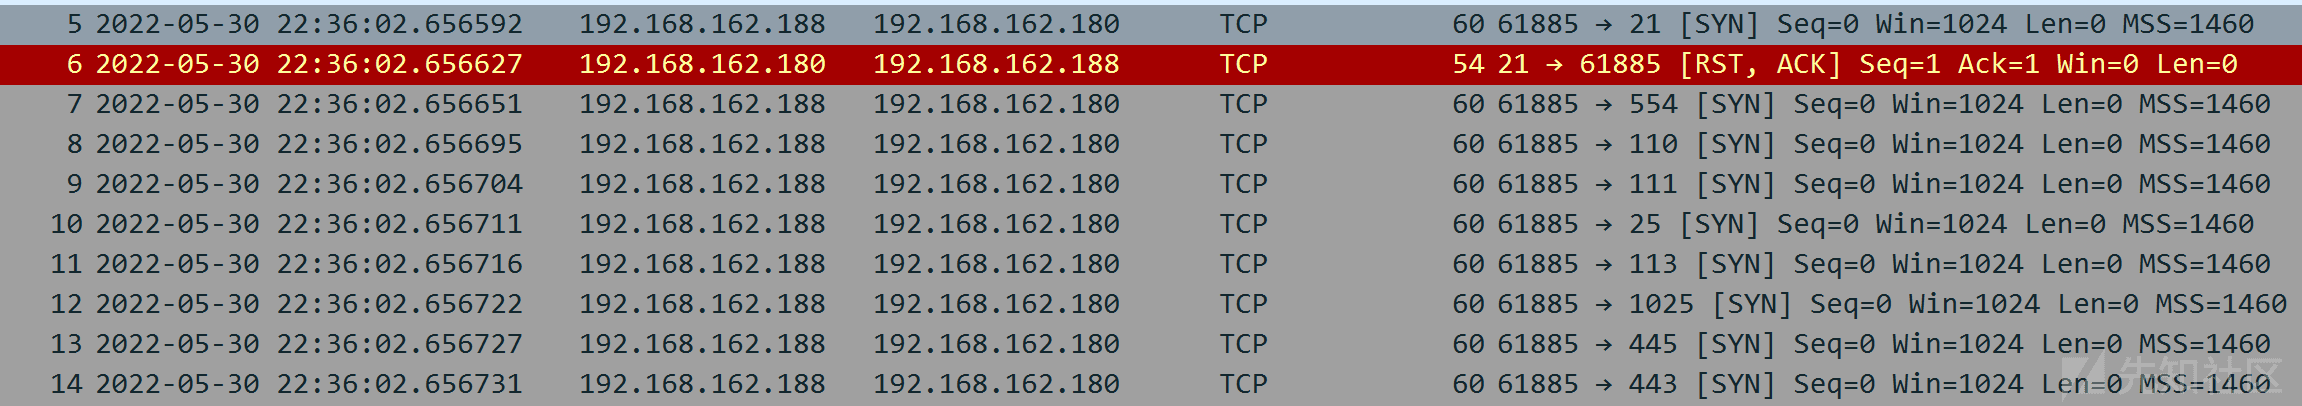 5 2022-05-30 22:36:02.656592 192.168.162.188 192.168.162.180 TCP 60 61885 → 21 [SYN] Seq=0 Win=1024 Len=0 MSS=1460
6 2022-05-30 22:36:02.656627 192.168.162.180 192.168.162.188 TCP 54 21 → 61885 [RST, ACK] Seq=1 Ack=1 Win=0 Len=0
7 2022-05-30 22:36:02.656651 192.168.162.188 192.168.162.180 TCP 60 61885 → 554 [SYN] Seq=0 Win=1024 Len=0 MSS=1460
8 2022-05-30 22:36:02.656695 192.168.162.188 192.168.162.180 TCP 60 61885 → 110 [SYN] Seq=0 Win=1024 Len=0 MSS=1460
9 2022-05-30 22:36:02.656704 192.168.162.188 192.168.162.180 TCP 60 61885 → 111 [SYN] Seq=0 Win=1024 Len=0 MSS=1460
10 2022-05-30 22:36:02.656711 192.168.162.188 192.168.162.180 TCP 60 61885 → 25 [SYN] Seq=0 Win=1024 Len=0 MSS=1460
11 2022-05-30 22:36:02.656716 192.168.162.188 192.168.162.180 TCP 60 61885 → 113 [SYN] Seq=0 Win=1024 Len=0 MSS=1460
12 2022-05-30 22:36:02.656722 192.168.162.188 192.168.162.180 TCP 60 61885 → 1025 [SYN] Seq=0 Win=1024 Len=0 MSS=1460
13 2022-05-30 22:36:02.656727 192.168.162.188 192.168.162.180 TCP 60 61885 → 445 [SYN] Seq=0 Win=1024 Len=0 MSS=1460
14 2022-05-30 22:36:02.656731 192.168.162.188 192.168.162.180 TCP 60 61885 → 443 [SYN] Seq=0 Win=1024 Len=0 MSS=1460
先知社区